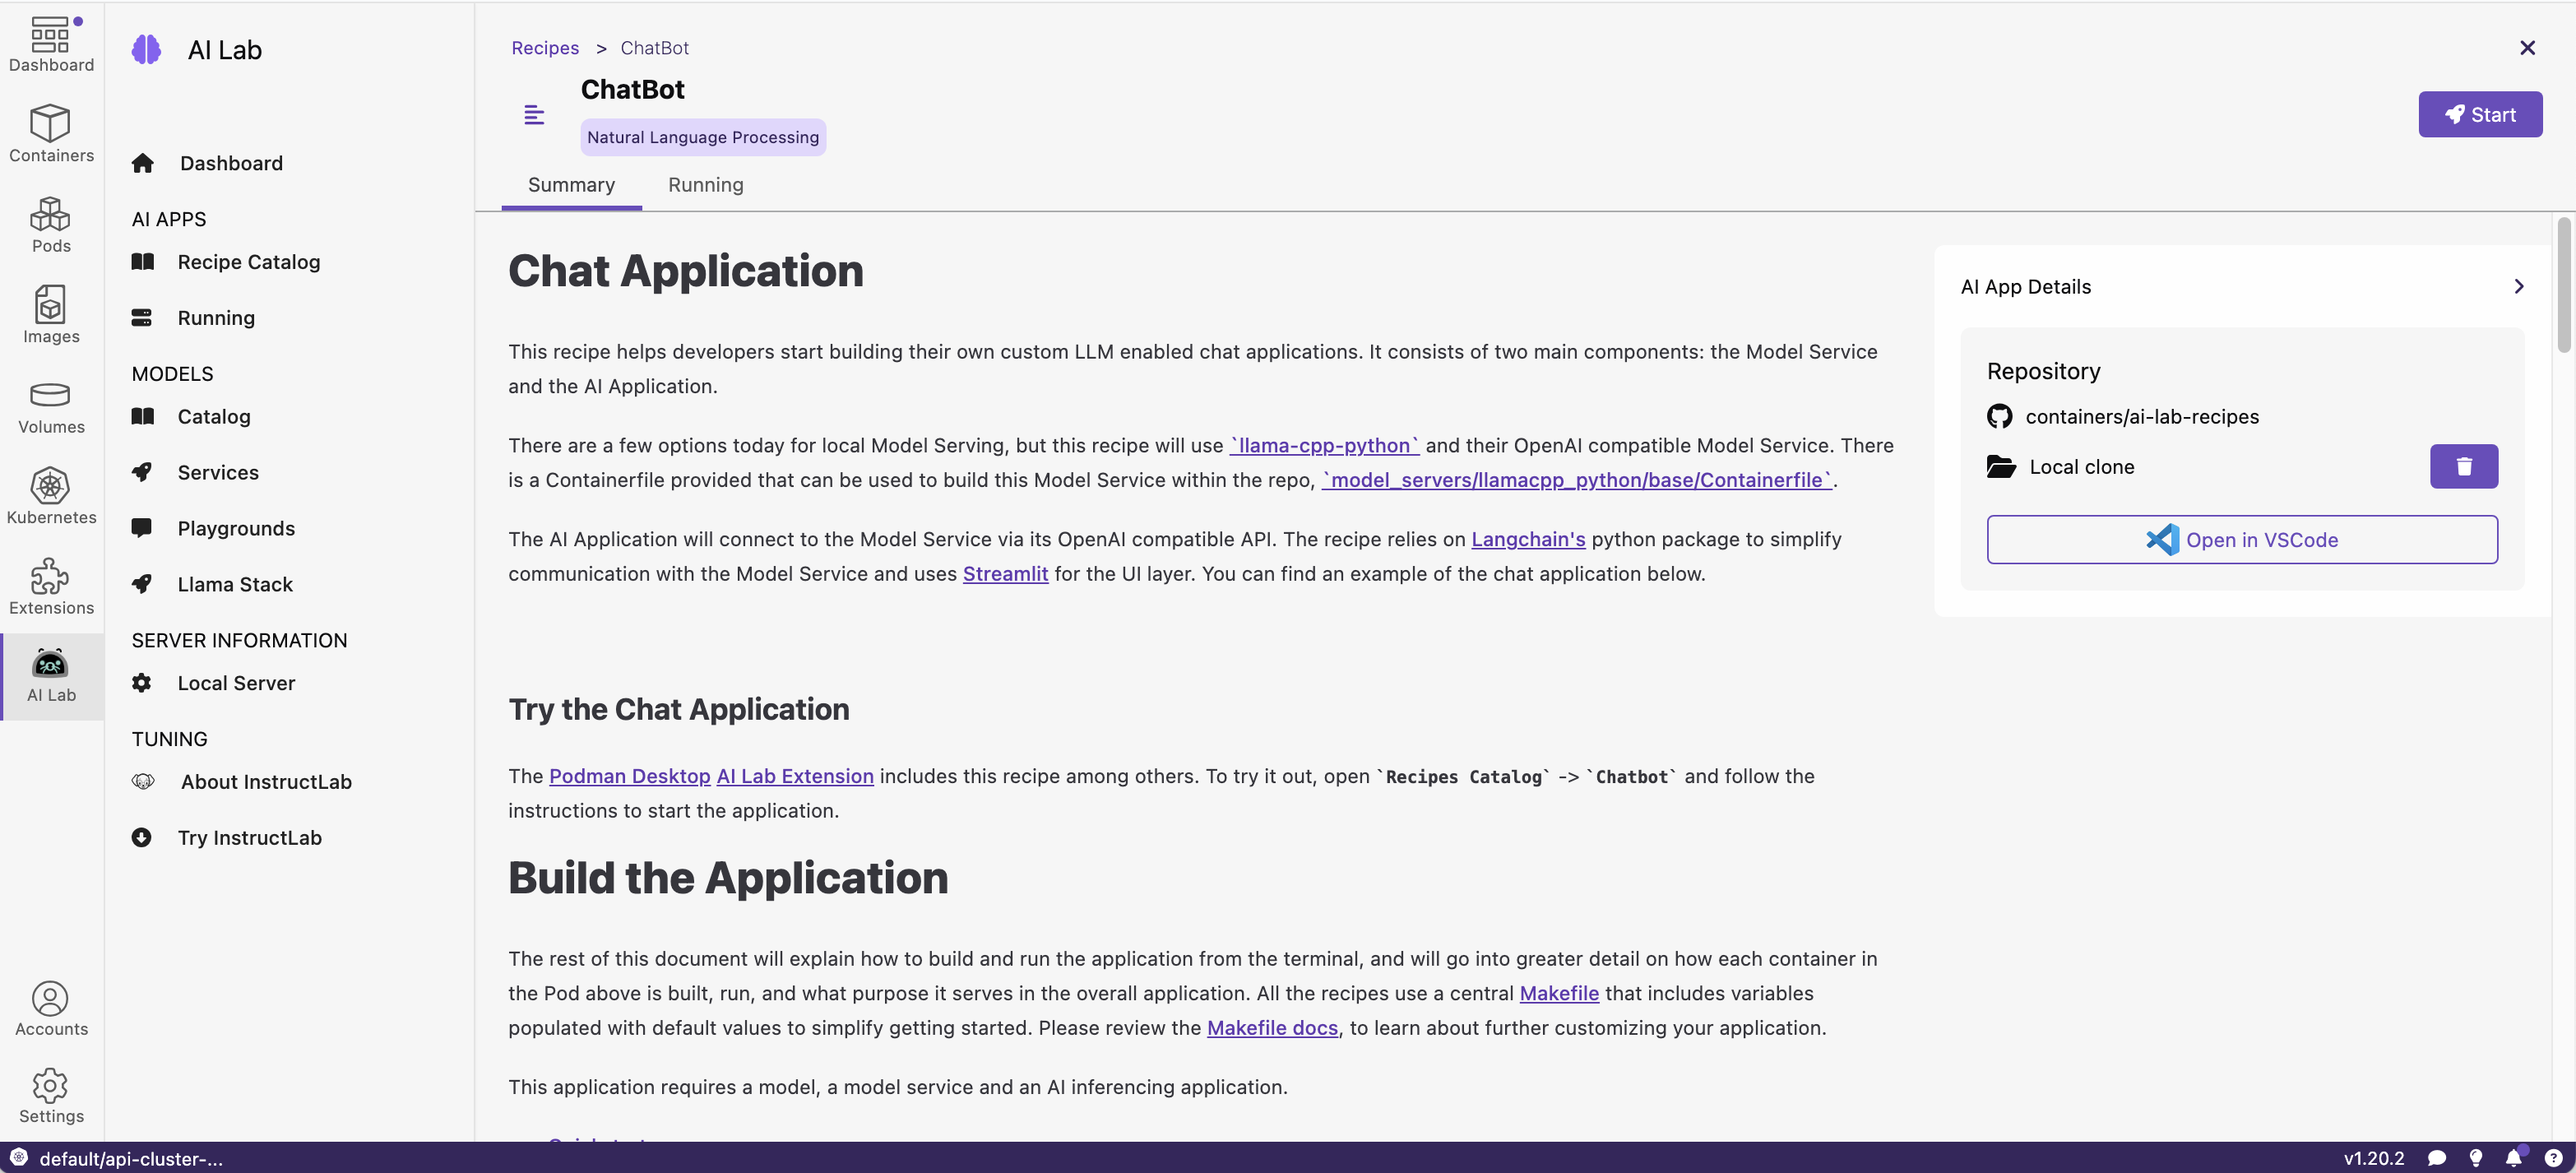 Dashboard
Containers
Pods
Images
Volumes
Kubernetes
Extensions
AI Lab
Accounts
Settings
AI Lab
Dashboard
AI APPS
Recipe Catalog
Running
MODELS
Catalog
Services
Playgrounds
Llama Stack
SERVER INFORMATION
Local Server
TUNING
About InstructLab
Try InstructLab
Recipes > ChatBot
ChatBot
Natural Language Processing
Start
Summary Running
Chat Application
This recipe helps developers start building their own custom LLM enabled chat applications. It consists of two main components: the Model Service
and the AI Application.
There are a few options today for local Model Serving, but this recipe will use `llama-cpp-python` and their OpenAI compatible Model Service. There
is a Containerfile provided that can be used to build this Model Service within the repo, `model_servers/llamacpp_python/base/Containerfile`.
The AI Application will connect to the Model Service via its OpenAI compatible API. The recipe relies on Langchain's python package to simplify
communication with the Model Service and uses Streamlit for the UI layer. You can find an example of the chat application below.
Try the Chat Application
The Podman Desktop AI Lab Extension includes this recipe among others. To try it out, open `Recipes Catalog` -> `Chatbot` and follow the
instructions to start the application.
Build the Application
The rest of this document will explain how to build and run the application from the terminal, and will go into greater detail on how each container in
the Pod above is built, run, and what purpose it serves in the overall application. All the recipes use a central Makefile that includes variables
populated with default values to simplify getting started. Please review the Makefile docs, to learn about further customizing your application.
This application requires a model, a model service and an AI inferencing application.
AI App Details
Repository
containers/ai-lab-recipes
Local clone
Open in VSCode
default/api-cluster-...
v1.20.2